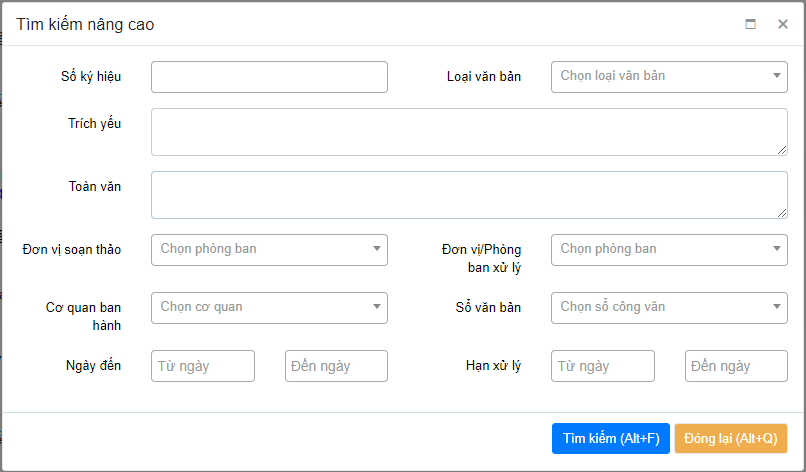 Tìm kiếm nâng cao
Số ký hiệu
Loại văn bản
Chọn loại văn bản
Trích yếu
Toàn văn
Đơn vị soạn thảo
Chọn phòng ban
Đơn vị/Phòng
ban xử lý
Chọn phòng ban
Cơ quan ban
hành
Chọn cơ quan
Sổ văn bản
Chọn sổ công văn
Ngày đến
Từ ngày
Đến ngày
Hạn xử lý
Từ ngày
Đến ngày
Tìm kiếm (Alt+F)
Đóng lại (Alt+Q)